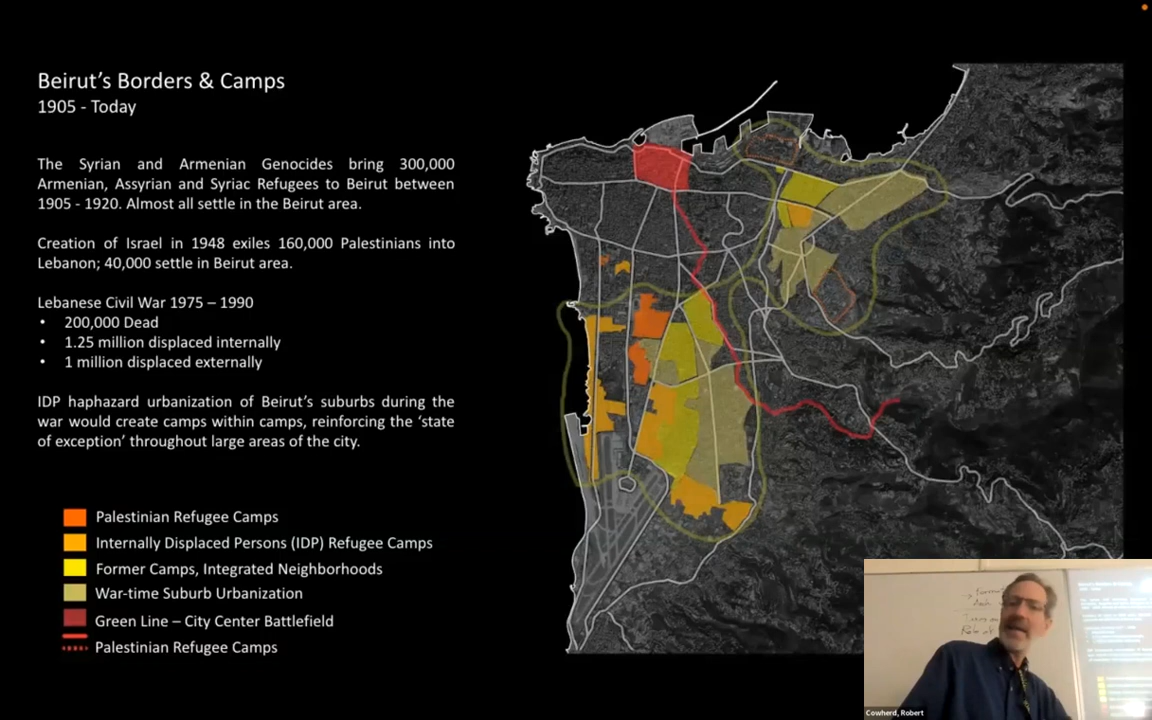 Beirut's Borders & Camps
1905 - Today
The Syrian and Armenian Genocides bring 300,000
Armenian, Assyrian and Syriac Refugees to Beirut between
1905 - 1920. Almost all settle in the Beirut area.
Creation of Israel in 1948 exiles 160,000 Palestinians into
Lebanon; 40,000 settle in Beirut area.
Lebanese Civil War 1975 – 1990
• 200,000 Dead
• 1.25 million displaced internally
• 1 million displaced externally
IDP haphazard urbanization of Beirut's suburbs during the
war would create camps within camps, reinforcing the 'state
of exception' throughout large areas of the city.
Palestinian Refugee Camps
Internally Displaced Persons (IDP) Refugee Camps
Former Camps, Integrated Neighborhoods
War-time Suburb Urbanization
Green Line – City Center Battlefield
Palestinian Refugee Camps
Cowherd, Robert